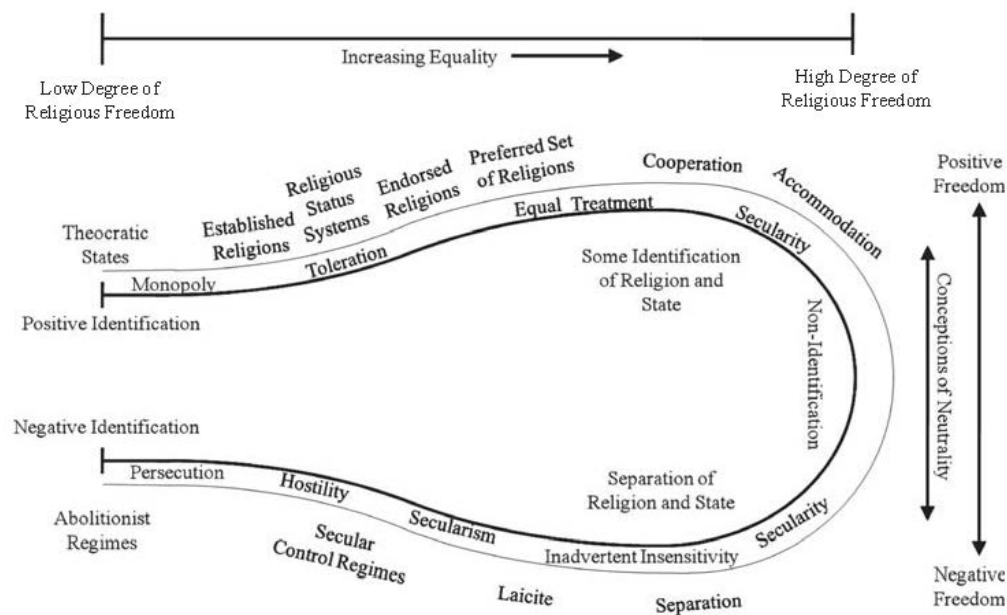 Increasing Equality
Low Degree of
Religious Freedom
High Degree of
Religious Freedom
Theocratic
States
Established
Religions
Religious
Status
Systems
Endorsed
Religions
Preferred Set
of Religions
Cooperation
Accommodation
Positive
Freedom
Monopoly
Toleration
Equal Treatment
Secularity
Positive Identification
Some Identification
of Religion and
State
Non-Identification
Conceptions of Neutrality
Negative Identification
Persecution
Hostility
Secularism
Inadvertent Insensitivity
Secularity
Separation of
Religion and State
Abolitionist
Regimes
Secular
Control Regimes
Laicite
Separation
Negative
Freedom